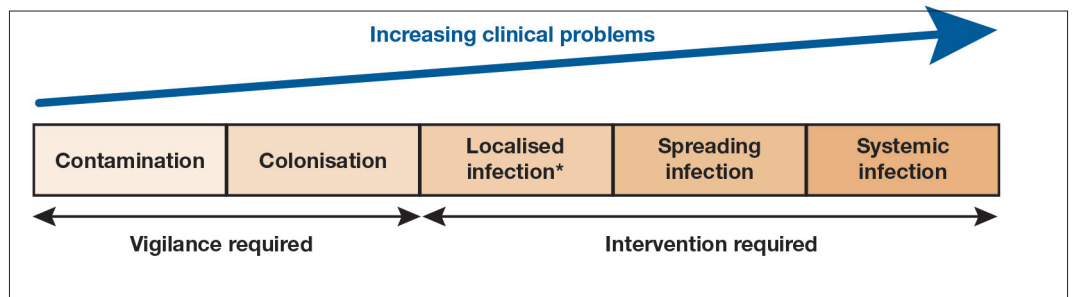 Increasing clinical problems
Contamination
Colonisation
Localised
infection*
Spreading
infection
Systemic
infection
Vigilance required
Intervention required